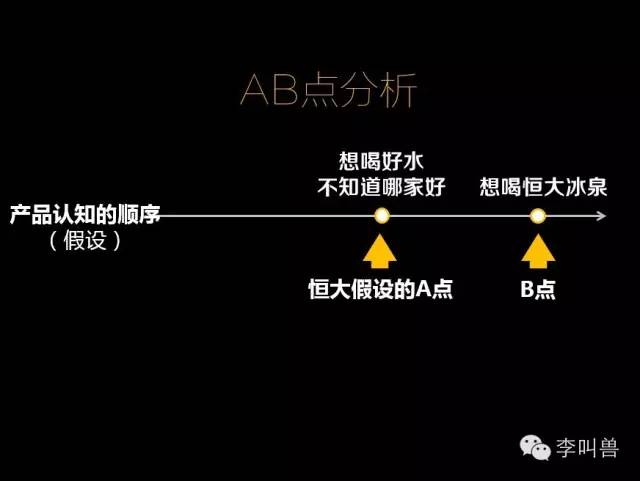 AB点分析
想喝好水
不知道哪家好
想喝恒大冰泉
产品认知的顺序
（假设）
恒大假设的A点
B点
李叫兽